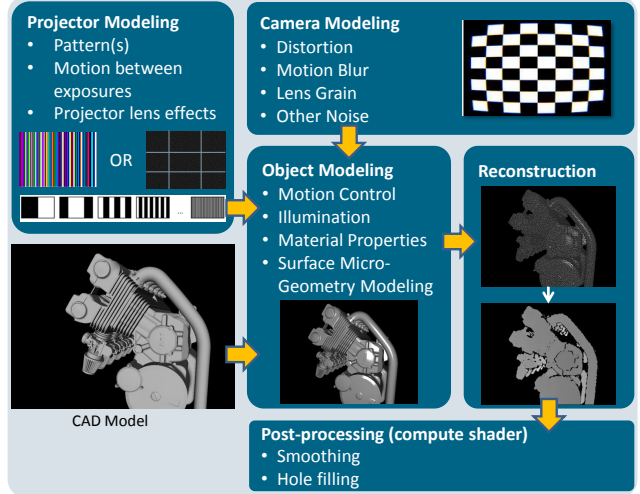 Projector Modeling
• Pattern(s)
• Motion between
exposures
• Projector lens effects
OR
...
Camera Modeling
• Distortion
• Motion Blur
• Lens Grain
• Other Noise
Object Modeling
• Motion Control
• Illumination
• Material Properties
• Surface Micro-
Geometry Modeling
Reconstruction
CAD Model
Post-processing (compute shader)
• Smoothing
• Hole filling